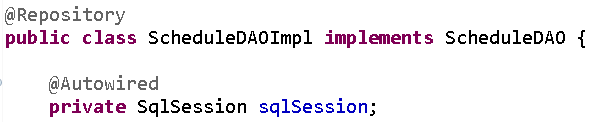 @Repository
public class ScheduleDAOImpl implements ScheduleDAO {
@Autowired
private SqlSession sqlSession;